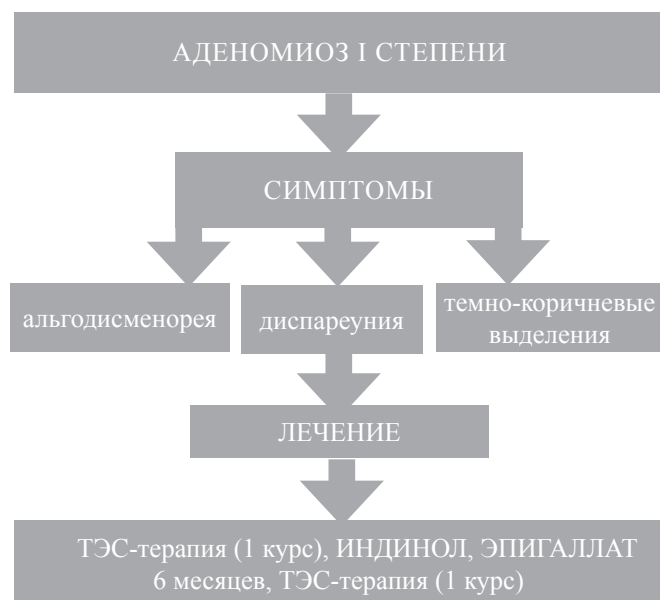 АДЕНОМИОЗ I СТЕПЕНИ
СИМПТОМЫ
альгодисменорея
диспареуния
темно-коричневые
выделения
ЛЕЧЕНИЕ
ТЭС-терапия (1 курс), ИНДИНОЛ, ЭПИГАЛЛАТ
6 месяцев, ТЭС-терапия (1 курс)